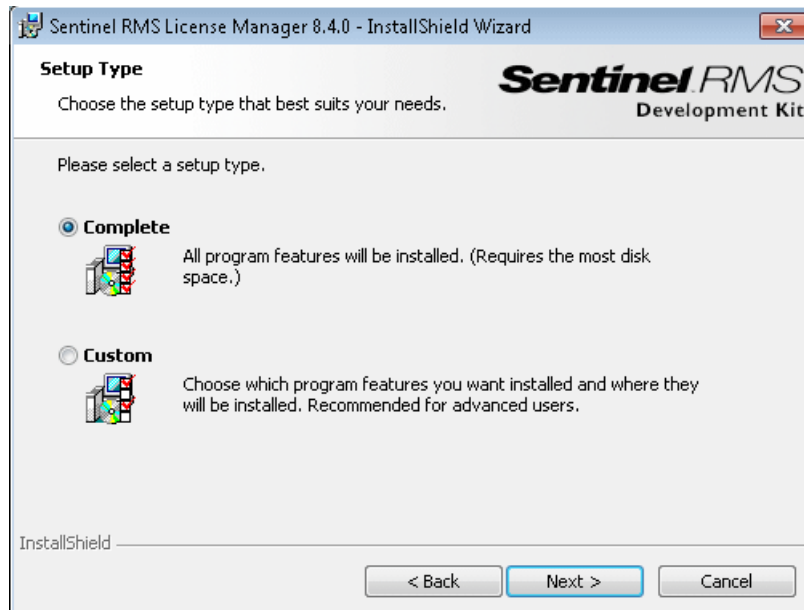 Sentinel RMS License Manager 8.4.0 - InstallShield Wizard
Setup Type
Choose the setup type that best suits your needs.
Sentinel RMS
Development Kit
Please select a setup type.
Complete
All program features will be installed. (Requires the most disk
space.)
Custom
Choose which program features you want installed and where they
will be installed. Recommended for advanced users.
InstallShield
< Back
Next >
Cancel